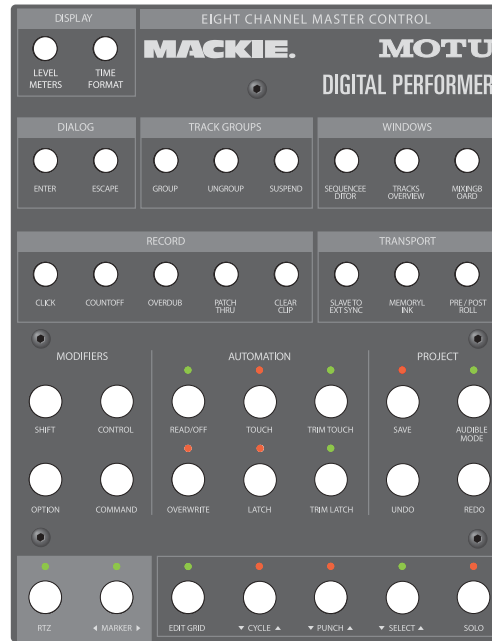 DISPLAY
EIGHT CHANNEL MASTER CONTROL
MACKIE. MOTU
LEVEL METERS
TIME FORMAT
DIGITAL PERFORMER
DIALOG
TRACK GROUPS
WINDOWS
ENTER
ESCAPE
GROUP
UNGROUP
SUSPEND
SEQUENCEE
DITOR
TRACKS
OVERVIEW
MIXINGB
OARD
RECORD
TRANSPORT
CLICK
COUNTOFF
OVERDUB
PATCH
THRU
CLEAR
CLIP
SLAVE TO
EXT SYNC
MEMORYL
INK
PRE / POST
ROLL
MODIFIERS
AUTOMATION
PROJECT
SHIFT
CONTROL
READ/OFF
TOUCH
TRIM TOUCH
SAVE
AUDIBLE
MODE
OPTION
COMMAND
OVERWRITE
LATCH
TRIM LATCH
UNDO
REDO
RTZ
◀ MARKER ▶
EDIT GRID
▼ CYCLE ▲
▼ PUNCH ▲
▼ SELECT ▲
SOLO